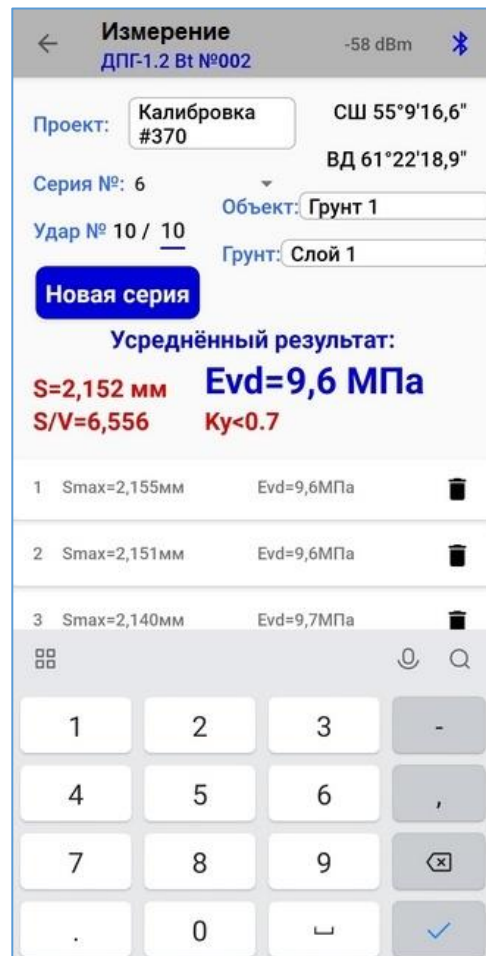 Измерение
ДПГ-1.2 Bt №002
-58 dBm
Проект: Калибровка #370
СШ 55°9'16,6"
ВД 61°22'18,9"
Серия №: 6
Объект: Грунт 1
Удар № 10 / 10
Грунт: Слой 1
Новая серия
Усреднённый результат:
S=2,152 мм
Evd=9,6 МПа
S/V=6,556
Ку<0.7
1 Smax=2,155мм Evd=9,6МПа
2 Smax=2,151мм Evd=9,6МПа
3 Smax=2,140мм Evd=9,7МПа
1 2 3 -
4 5 6 ,
7 8 9
. 0